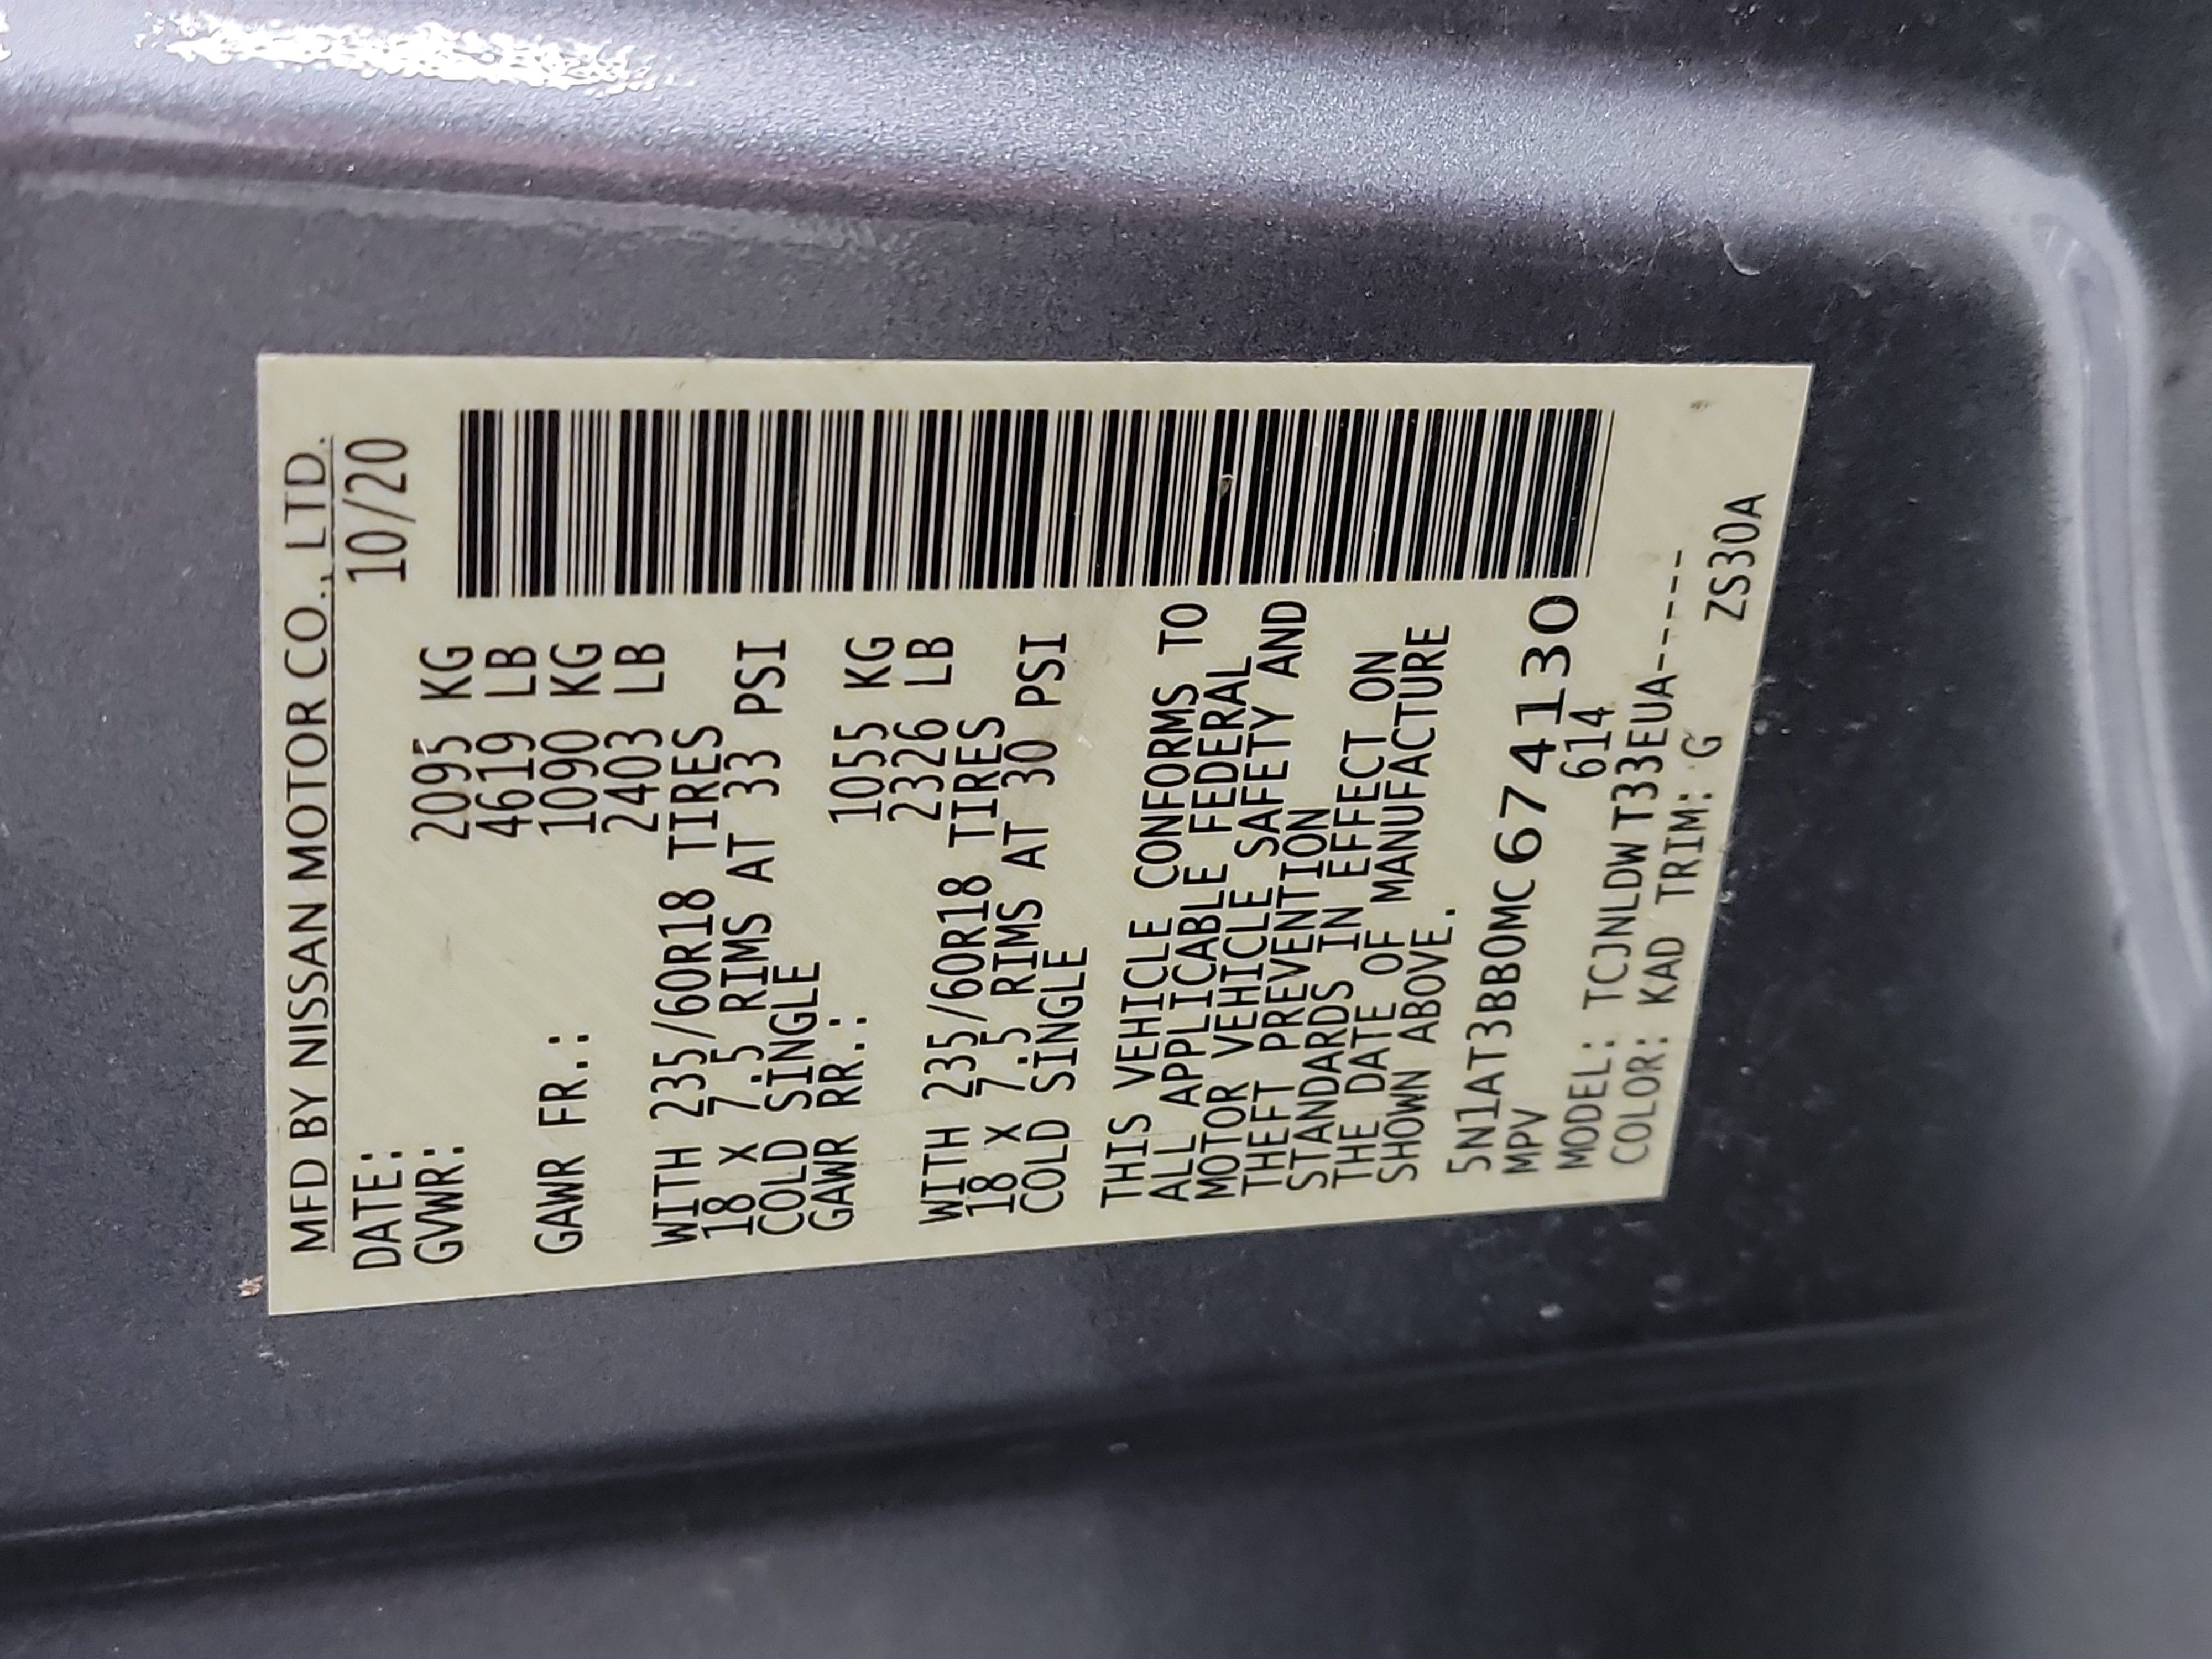 MFD BY NISSAN MOTOR CO., LTD.
DATE: 10/20
GVWR: 2095 KG
4619 LB
GAWR FR.: 1090 KG
2403 LB
WITH 235/60R18 TIRES
18 X 7.5 RIMS AT 33 PSI
COLD SINGLE
GAWR RR.: 1055 KG
2326 LB
WITH 235/60R18 TIRES
18 X 7.5 RIMS AT 30 PSI
COLD SINGLE
THIS VEHICLE CONFORMS TO
ALL APPLICABLE FEDERAL
MOTOR VEHICLE SAFETY AND
THEFT PREVENTION
STANDARDS IN EFFECT ON
THE DATE OF MANUFACTURE
SHOWN ABOVE.
5N1AT3BB0MC674130
MPV 614
MODEL: TCJNLDWT33EUA-----
COLOR: KAD TRIM: G
ZS30A